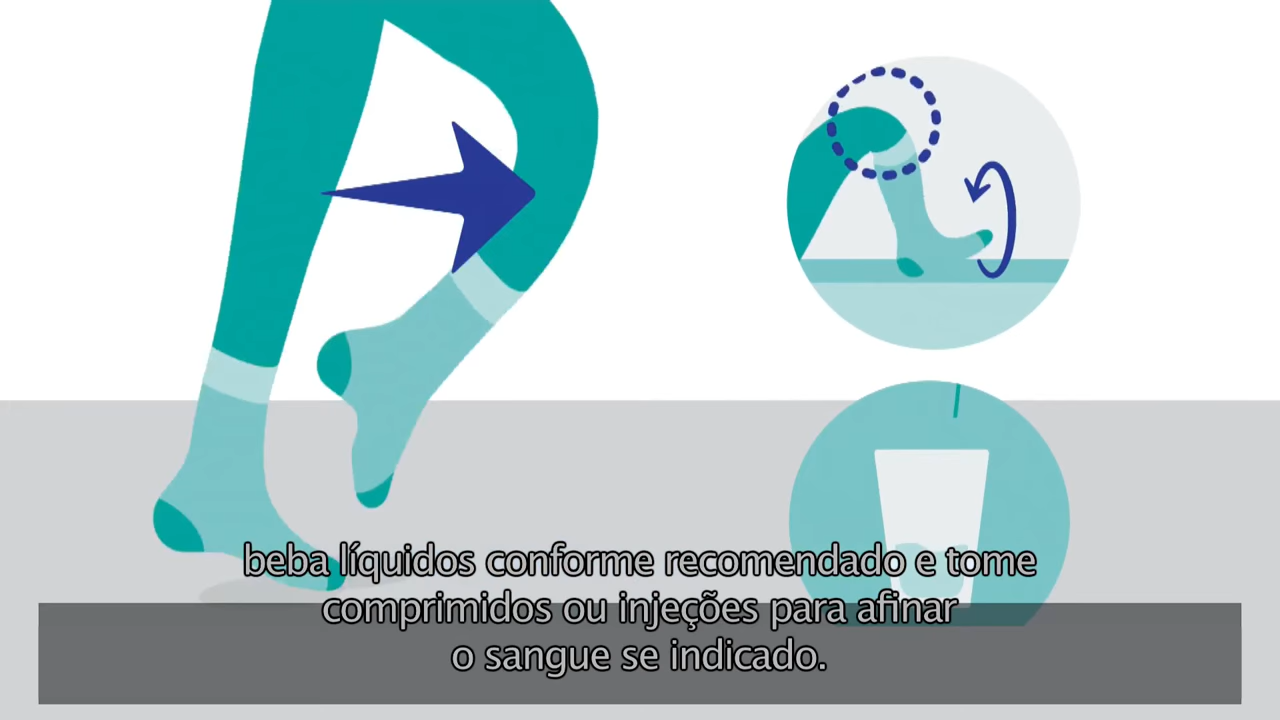 beba líquidos conforme recomendado e tome
comprimidos ou injeções para afinar
o sangue se indicado.